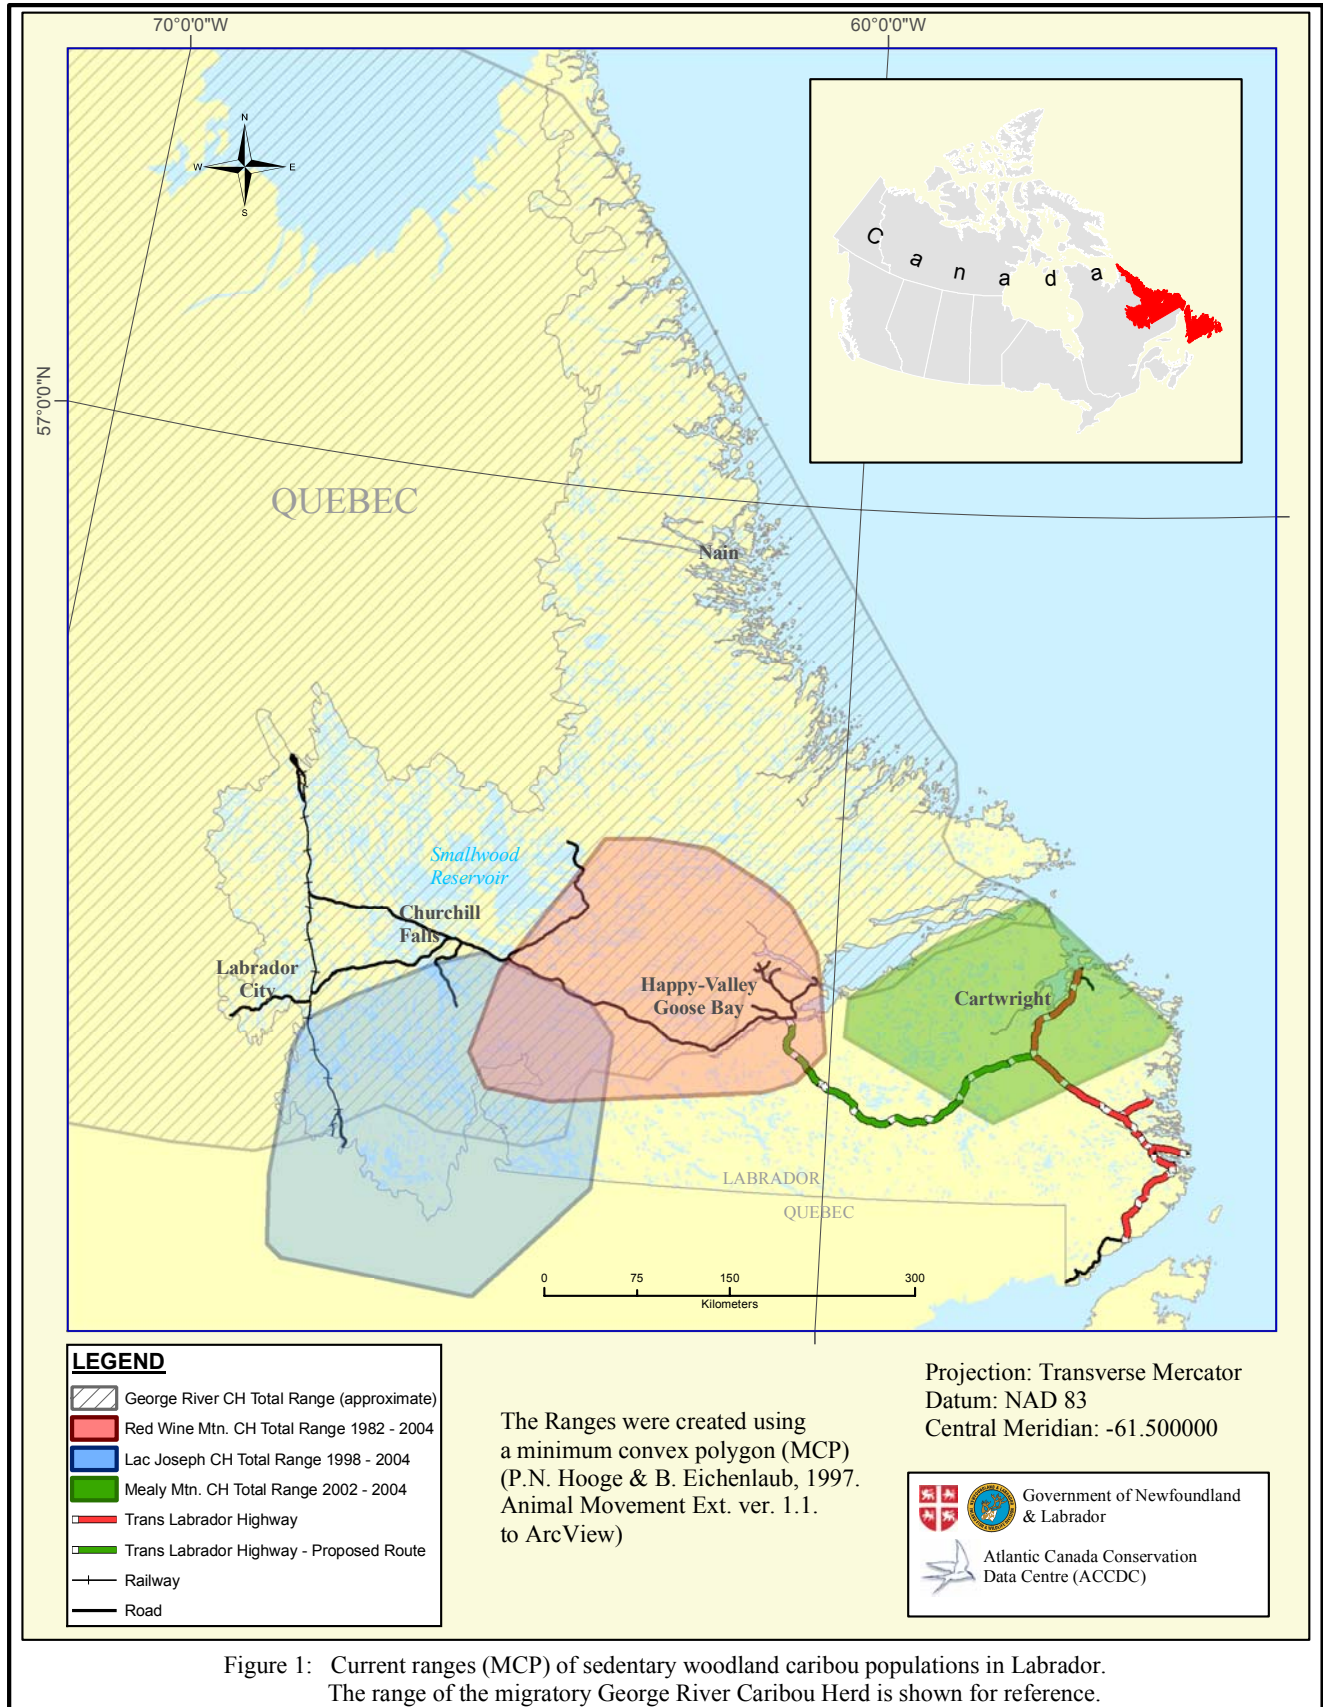 70°0'0"W
60°0'0"W
57°0'0"N
N
W
E
S
Canada
QUEBEC
Nain
Smallwood
Reservoir
Churchill
Falls
Labrador
City
Happy-Valley
Goose Bay
Cartwright
LABRADOR
QUEBEC
0 75 150 300
Kilometers
LEGEND
George River CH Total Range (approximate)
Red Wine Mtn. CH Total Range 1982 - 2004
Lac Joseph CH Total Range 1998 - 2004
Mealy Mtn. CH Total Range 2002 - 2004
Trans Labrador Highway
Trans Labrador Highway - Proposed Route
Railway
Road
The Ranges were created using
a minimum convex polygon (MCP)
(P.N. Hooge & B. Eichenlaub, 1997.
Animal Movement Ext. ver. 1.1.
to ArcView)
Projection: Transverse Mercator
Datum: NAD 83
Central Meridian: -61.500000
Government of Newfoundland
& Labrador
Atlantic Canada Conservation
Data Centre (ACCDC)
Figure 1: Current ranges (MCP) of sedentary woodland caribou populations in Labrador.
The range of the migratory George River Caribou Herd is shown for reference.